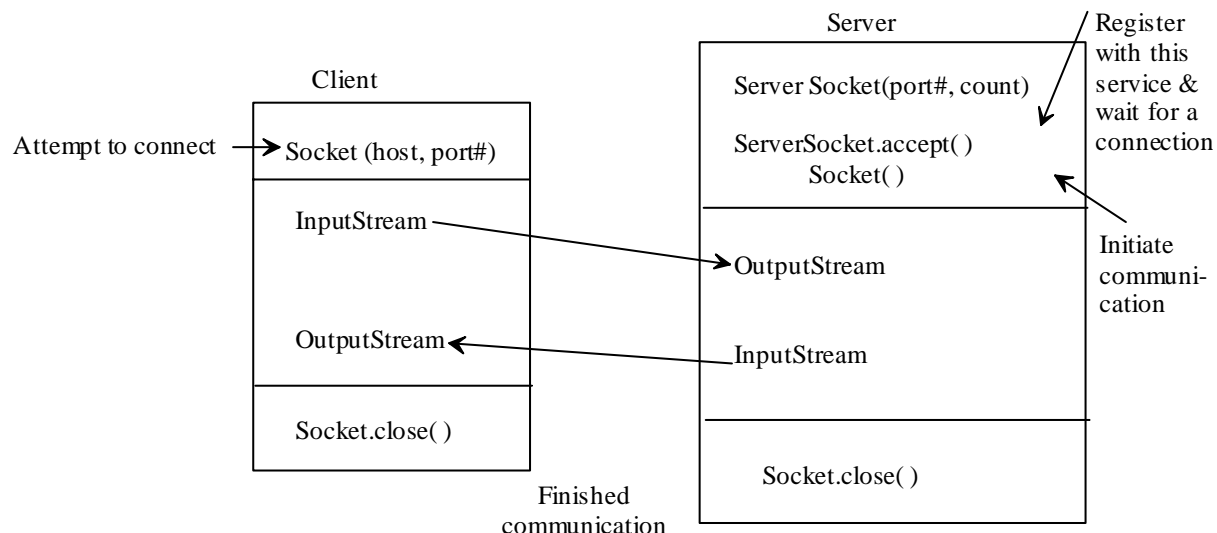 Server
Register
with this
service &
wait for a
connection
Client
Server Socket(port#, count)
Attempt to connect
Socket (host, port#)
ServerSocket.accept( )
Socket( )
InputStream
OutputStream
Initiate
communi-
cation
OutputStream
InputStream
Socket.close( )
Socket.close( )
Finished
communication